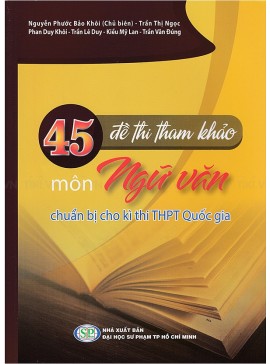 Nguyễn Phước Bảo Khôi (Chủ biên) - Trần Thị Ngọc
Phan Duy Khôi - Trần Lê Duy - Kiều Mỹ Lan - Trần Văn Đúng
45 đề thi tham khảo
môn Ngữ văn
chuẩn bị cho kì thi THPT Quốc gia
NHÀ XUẤT BẢN
ĐẠI HỌC SƯ PHẠM TP HỒ CHÍ MINH